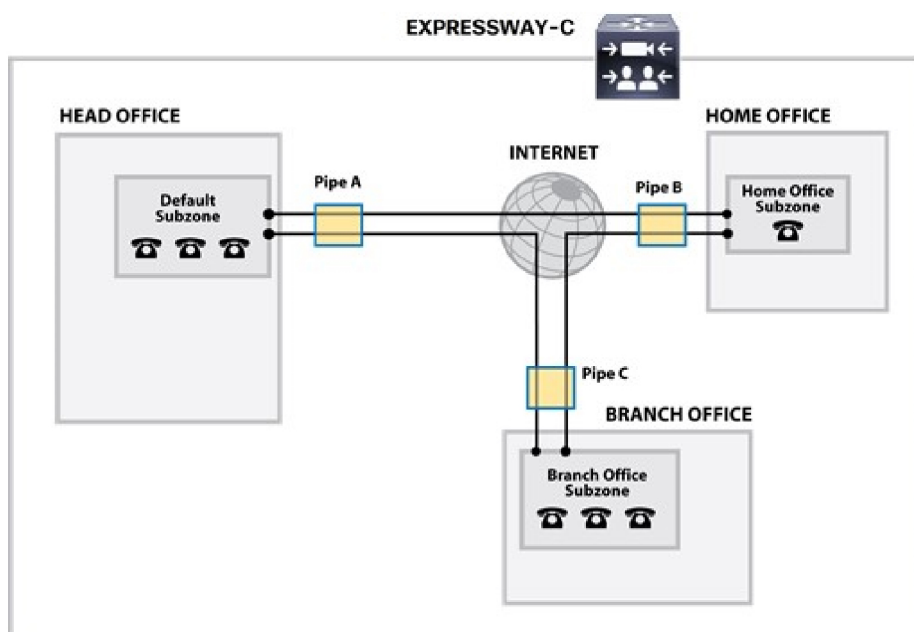 EXPRESSWAY-C
HEAD OFFICE
HOME OFFICE
INTERNET
Pipe A
Pipe B
Default
Subzone
Home Office
Subzone
Pipe C
BRANCH OFFICE
Branch Office
Subzone